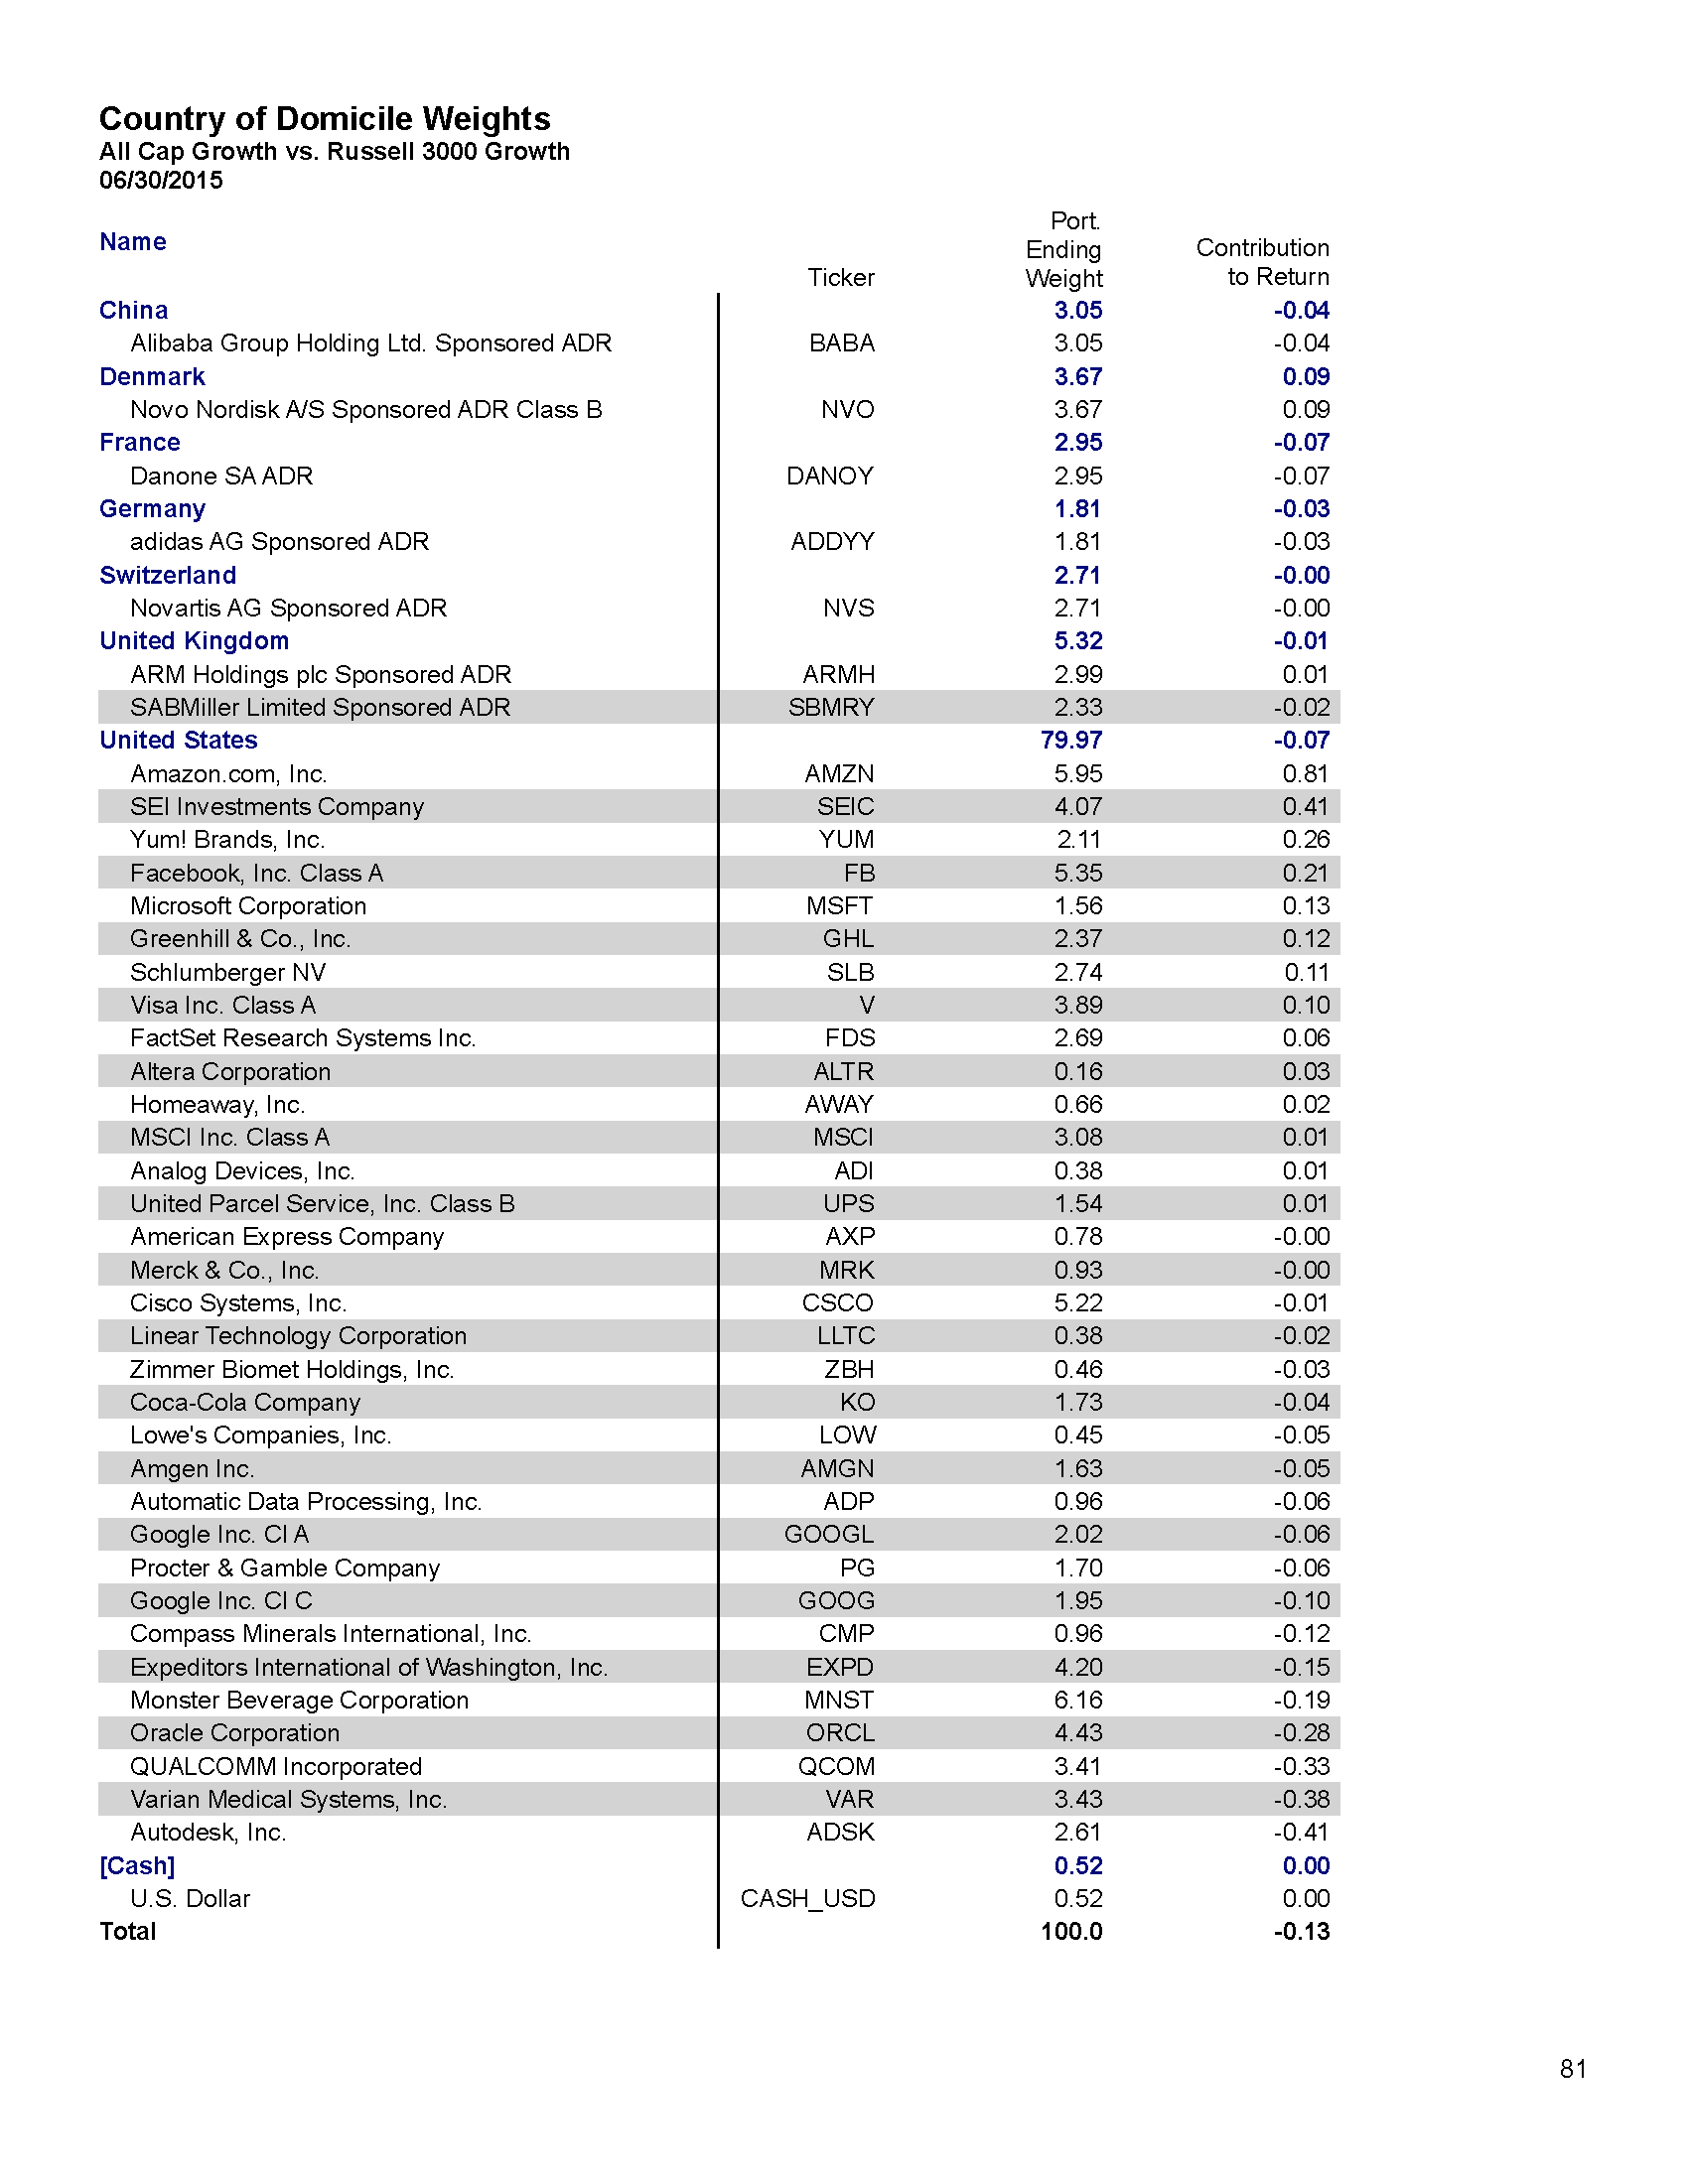 Country of Domicile Weights
All Cap Growth vs. Russell 3000 Growth
06/30/2015
Name Ticker Port. Ending Weight Contribution to Return
China 3.05 -0.04
Alibaba Group Holding Ltd. Sponsored ADR BABA 3.05 -0.04
Denmark 3.67 0.09
Novo Nordisk A/S Sponsored ADR Class B NVO 3.67 0.09
France 2.95 -0.07
Danone SA ADR DANOY 2.95 -0.07
Germany 1.81 -0.03
adidas AG Sponsored ADR ADDYY 1.81 -0.03
Switzerland 2.71 -0.00
Novartis AG Sponsored ADR NVS 2.71 -0.00
United Kingdom 5.32 -0.01
ARM Holdings plc Sponsored ADR ARMH 2.99 0.01
SABMiller Limited Sponsored ADR SBMRY 2.33 -0.02
United States 79.97 -0.07
Amazon.com, Inc. AMZN 5.95 0.81
SEI Investments Company SEIC 4.07 0.41
Yum! Brands, Inc. YUM 2.11 0.26
Facebook, Inc. Class A FB 5.35 0.21
Microsoft Corporation MSFT 1.56 0.13
Greenhill & Co., Inc. GHL 2.37 0.12
Schlumberger NV SLB 2.74 0.11
Visa Inc. Class A V 3.89 0.10
FactSet Research Systems Inc. FDS 2.69 0.06
Altera Corporation ALTR 0.16 0.03
Homeaway, Inc. AWAY 0.66 0.02
MSCI Inc. Class A MSCI 3.08 0.01
Analog Devices, Inc. ADI 0.38 0.01
United Parcel Service, Inc. Class B UPS 1.54 0.01
American Express Company AXP 0.78 -0.00
Merck & Co., Inc. MRK 0.93 -0.00
Cisco Systems, Inc. CSCO 5.22 -0.01
Linear Technology Corporation LLTC 0.38 -0.02
Zimmer Biomet Holdings, Inc. ZBH 0.46 -0.03
Coca-Cola Company KO 1.73 -0.04
Lowe's Companies, Inc. LOW 0.45 -0.05
Amgen Inc. AMGN 1.63 -0.05
Automatic Data Processing, Inc. ADP 0.96 -0.06
Google Inc. Cl A GOOGL 2.02 -0.06
Procter & Gamble Company PG 1.70 -0.06
Google Inc. Cl C GOOG 1.95 -0.10
Compass Minerals International, Inc. CMP 0.96 -0.12
Expeditors International of Washington, Inc. EXPD 4.20 -0.15
Monster Beverage Corporation MNST 6.16 -0.19
Oracle Corporation ORCL 4.43 -0.28
QUALCOMM Incorporated QCOM 3.41 -0.33
Varian Medical Systems, Inc. VAR 3.43 -0.38
Autodesk, Inc. ADSK 2.61 -0.41
[Cash] 0.52 0.00
U.S. Dollar CASH_USD 0.52 0.00
Total 100.0 -0.13
81